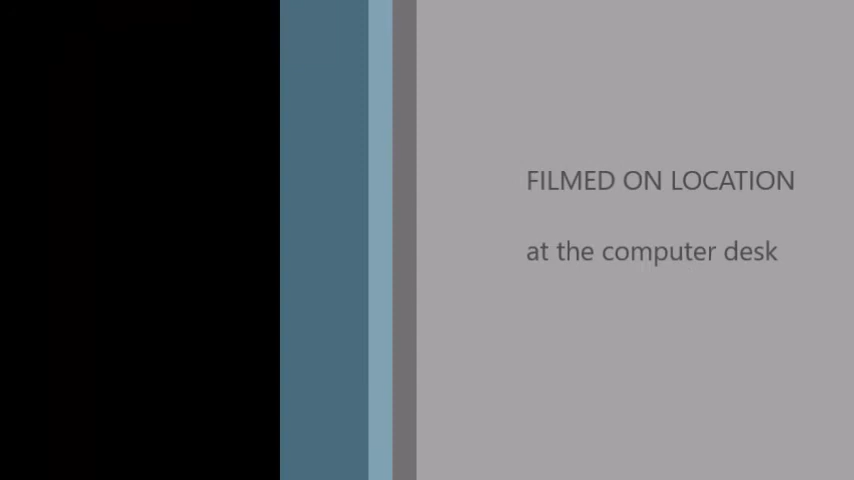 FILMED ON LOCATION
at the computer desk